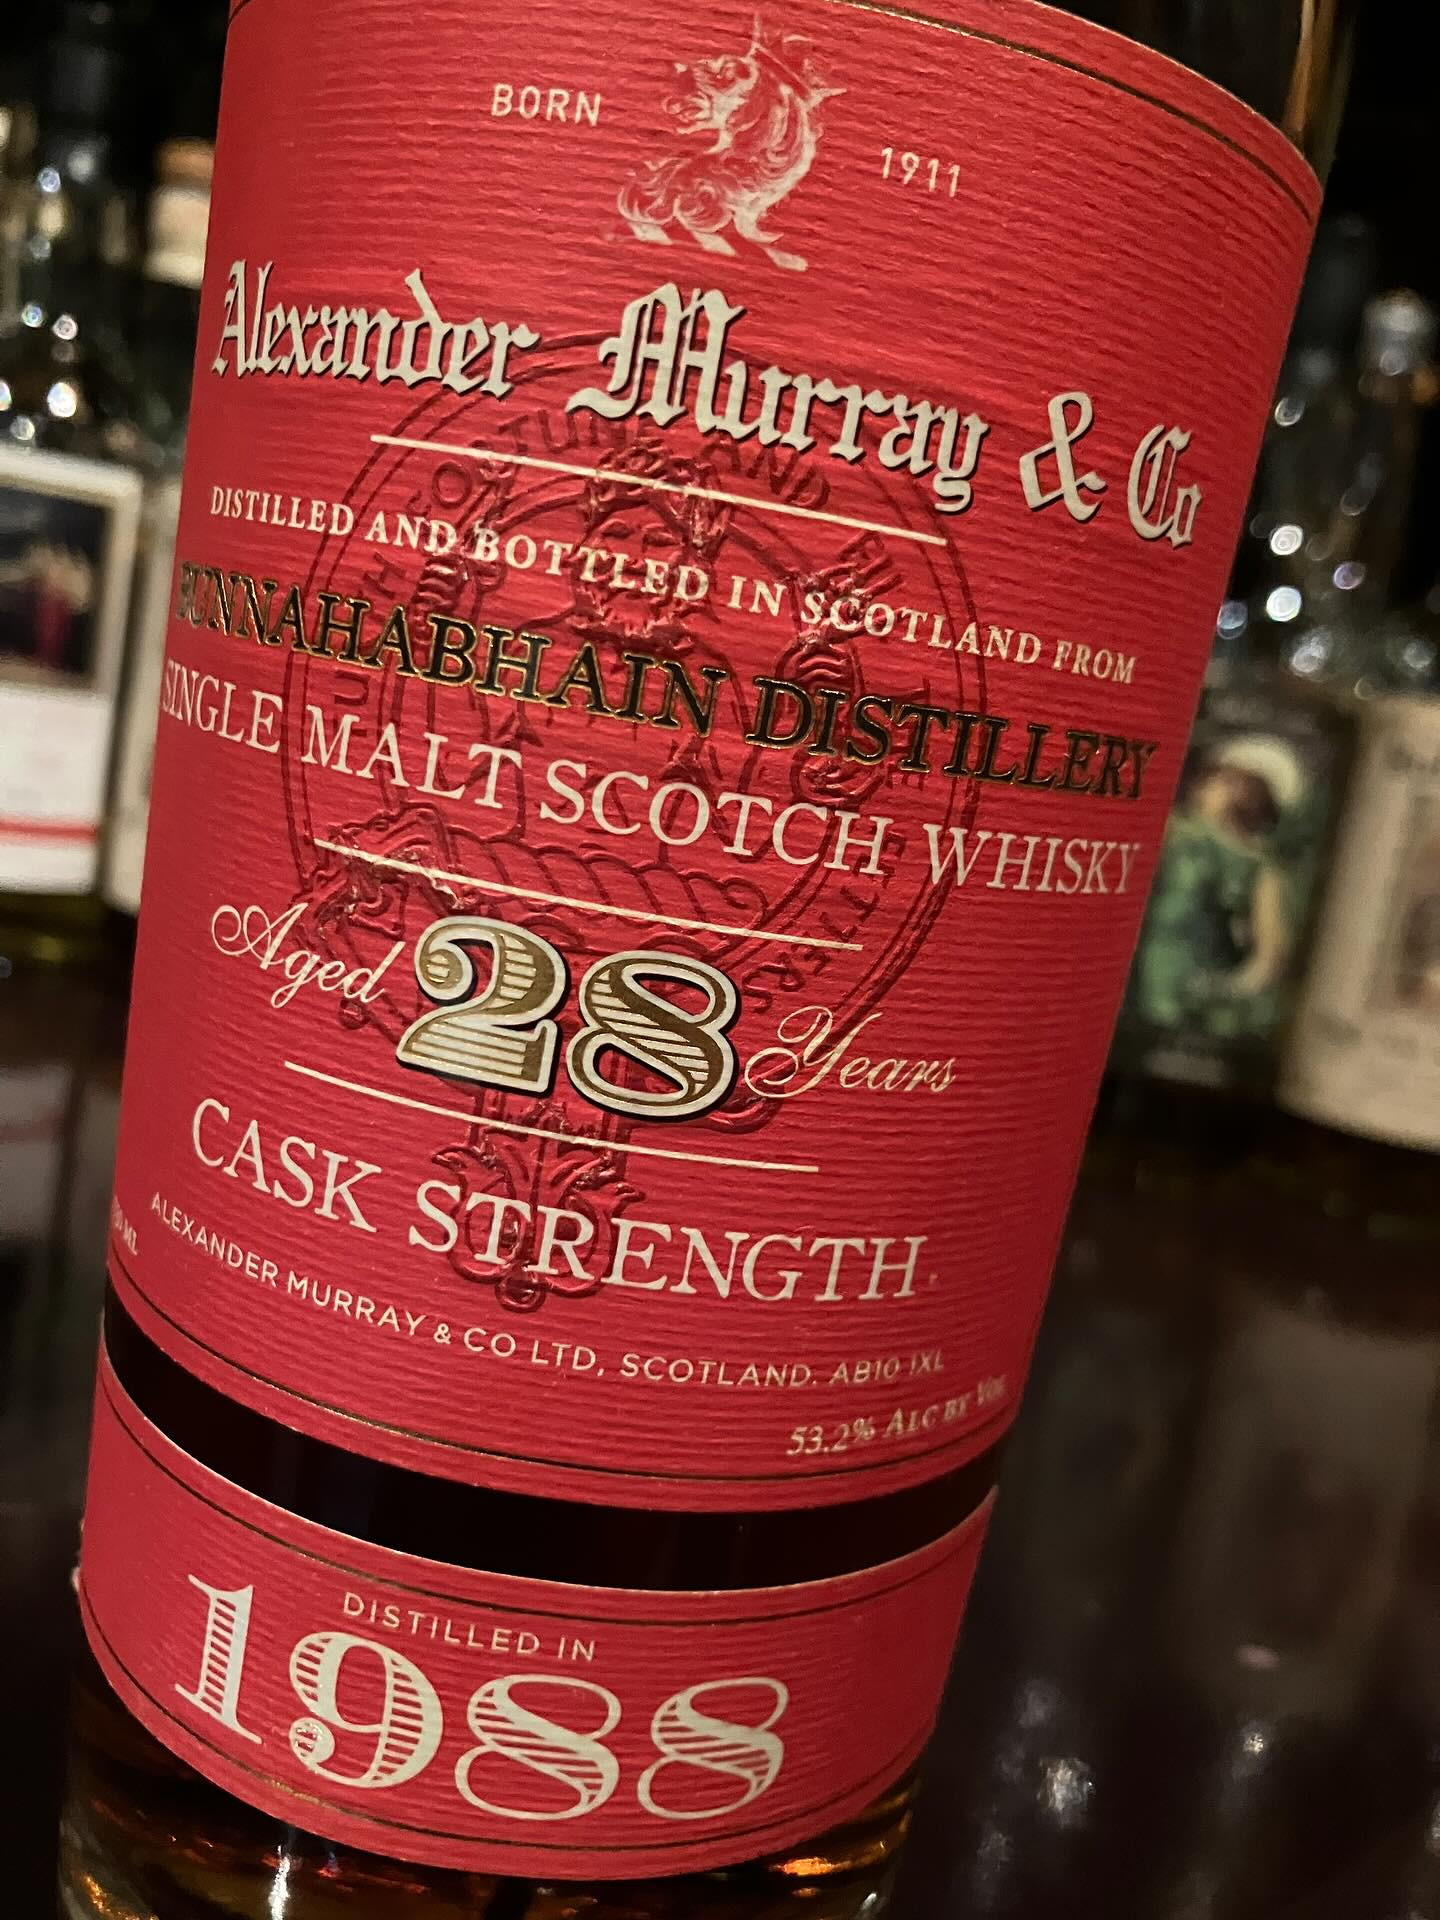 BORN 1911
Alexander Murray & Co
DISTILLED AND BOTTLED IN SCOTLAND FROM
BUNNAHABHAIN DISTILLERY
SINGLE MALT SCOTCH WHISKY
Aged 28 Years
CASK STRENGTH
ML
ALEXANDER MURRAY & CO LTD, SCOTLAND. AB10 1XL
53.2% ALC BY VOL
DISTILLED IN
1988